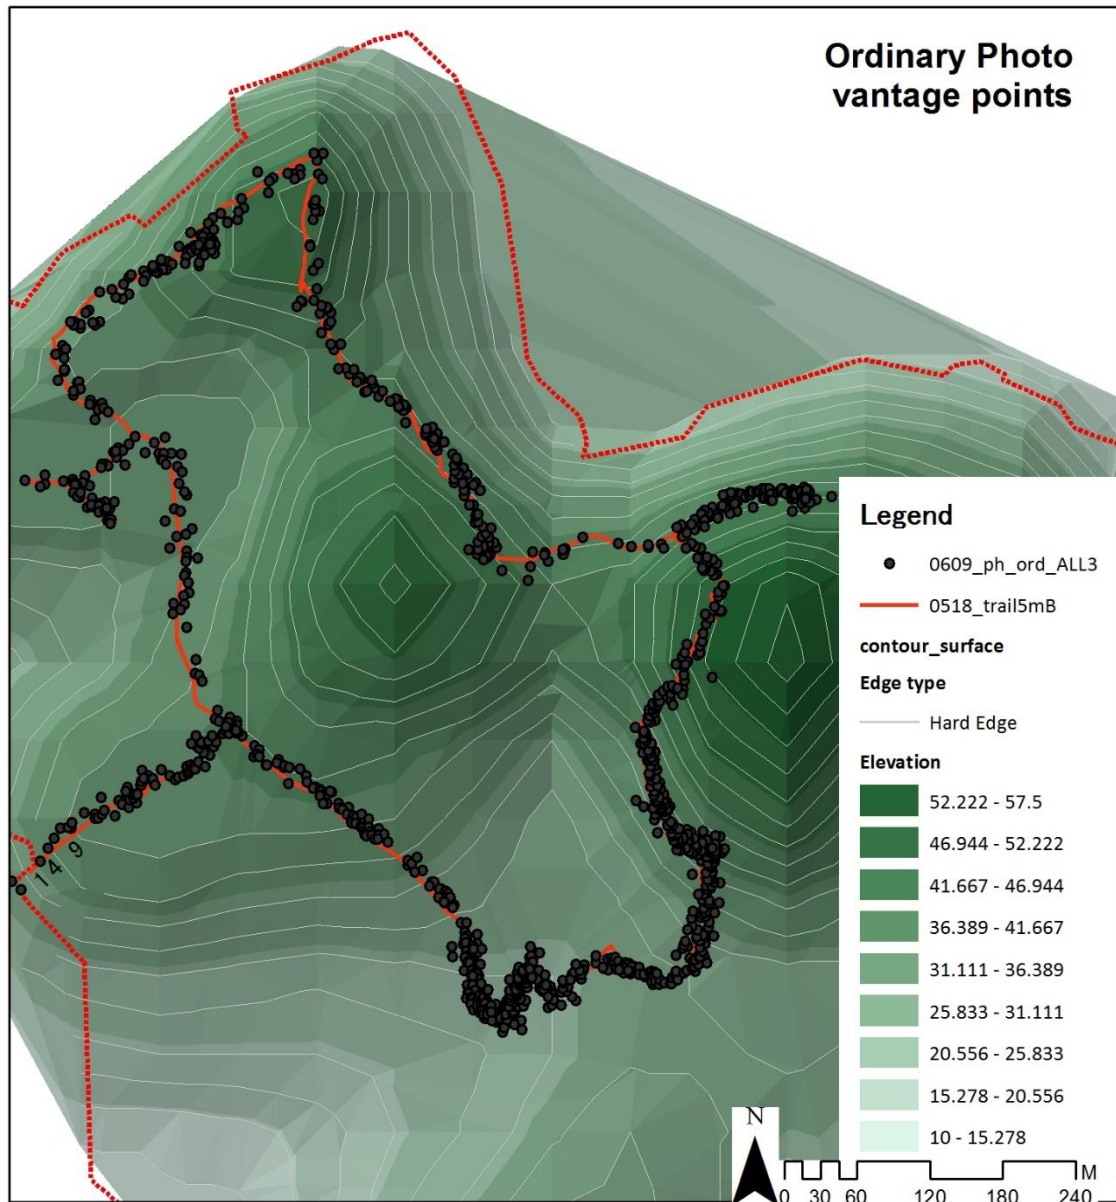 Ordinary Photo
vantage points
14 9
Legend
0609_ph_ord_ALL3
0518_trail5mB
contour_surface
Edge type
Hard Edge
Elevation
52.222 - 57.5
46.944 - 52.222
41.667 - 46.944
36.389 - 41.667
31.111 - 36.389
25.833 - 31.111
20.556 - 25.833
15.278 - 20.556
10 - 15.278
N
M
0 30 60 120 180 240